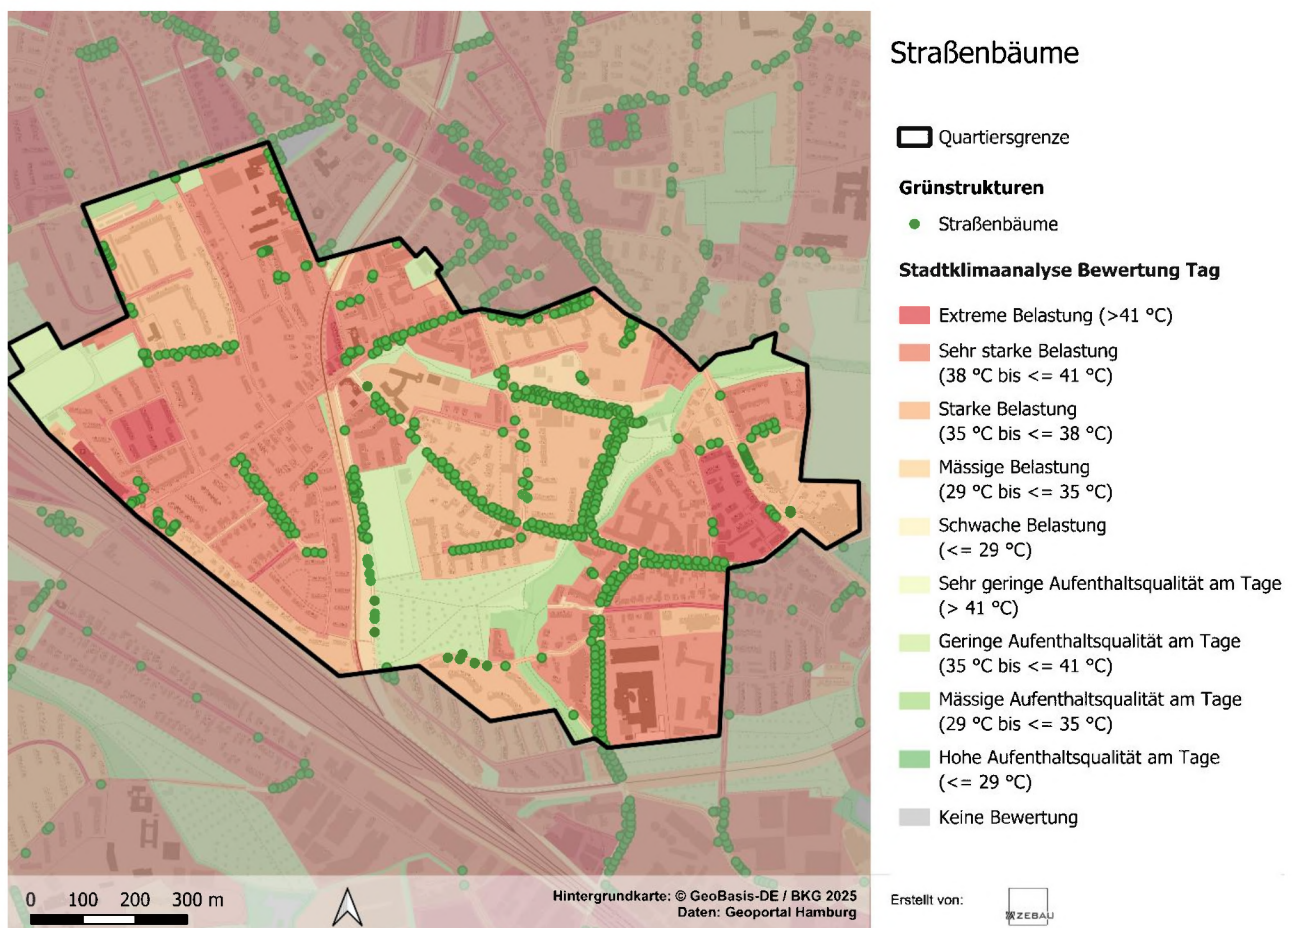 Straßenbäume
Quartiersgrenze
Grünstrukturen
Straßenbäume
Stadtklimaanalyse Bewertung Tag
Extreme Belastung (>41 °C)
Sehr starke Belastung
(38 °C bis <= 41 °C)
Starke Belastung
(35 °C bis <= 38 °C)
Mässige Belastung
(29 °C bis <= 35 °C)
Schwache Belastung
(<= 29 °C)
Sehr geringe Aufenthaltsqualität am Tage
(> 41 °C)
Geringe Aufenthaltsqualität am Tage
(35 °C bis <= 41 °C)
Mässige Aufenthaltsqualität am Tage
(29 °C bis <= 35 °C)
Hohe Aufenthaltsqualität am Tage
(<= 29 °C)
Keine Bewertung
0 100 200 300 m
Hintergrundkarte: © GeoBasis-DE / BKG 2025
Daten: Geoportal Hamburg
Erstellt von:
ZEBAU